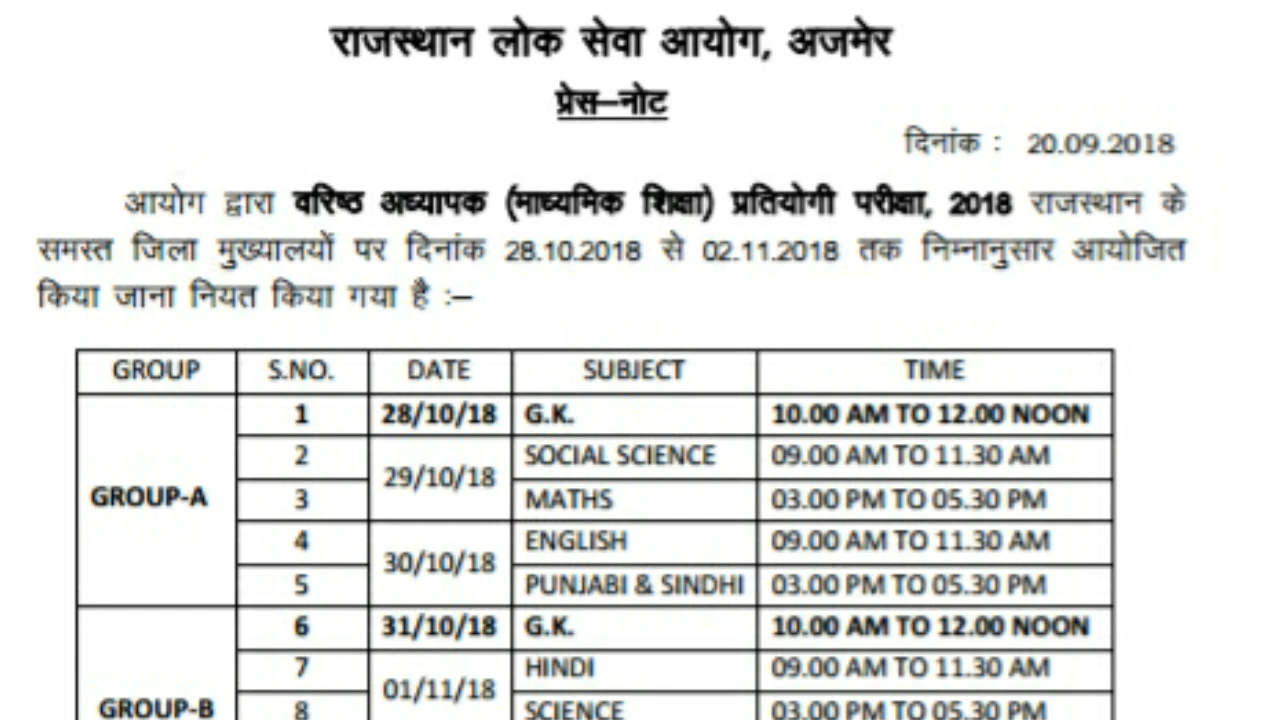 राजस्थान लोक सेवा आयोग, अजमेर
प्रेस–नोट
दिनांक : 20.09.2018
आयोग द्वारा वरिष्ठ अध्यापक (माध्यमिक शिक्षा) प्रतियोगी परीक्षा, 2018 राजस्थान के
समस्त जिला मुख्यालयों पर दिनांक 28.10.2018 से 02.11.2018 तक निम्नानुसार आयोजित
किया जाना नियत किया गया है :–
GROUP S.NO. DATE SUBJECT TIME
1 28/10/18 G.K. 10.00 AM TO 12.00 NOON
2 SOCIAL SCIENCE 09.00 AM TO 11.30 AM
29/10/18
GROUP-A 3 MATHS 03.00 PM TO 05.30 PM
4 ENGLISH 09.00 AM TO 11.30 AM
30/10/18
5 PUNJABI & SINDHI 03.00 PM TO 05.30 PM
6 31/10/18 G.K. 10.00 AM TO 12.00 NOON
7 HINDI 09.00 AM TO 11.30 AM
01/11/18
GROUP-B 8 SCIENCE 03.00 PM TO 05.30 PM